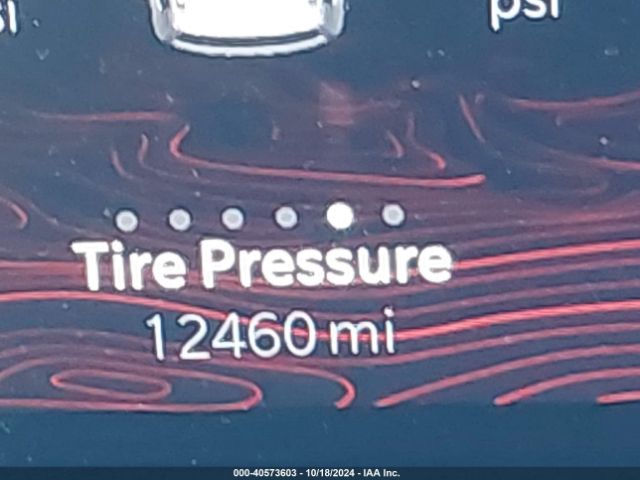 psi
Tire Pressure
12460 mi
000-40573603 - 10/18/2024 - IAA Inc.